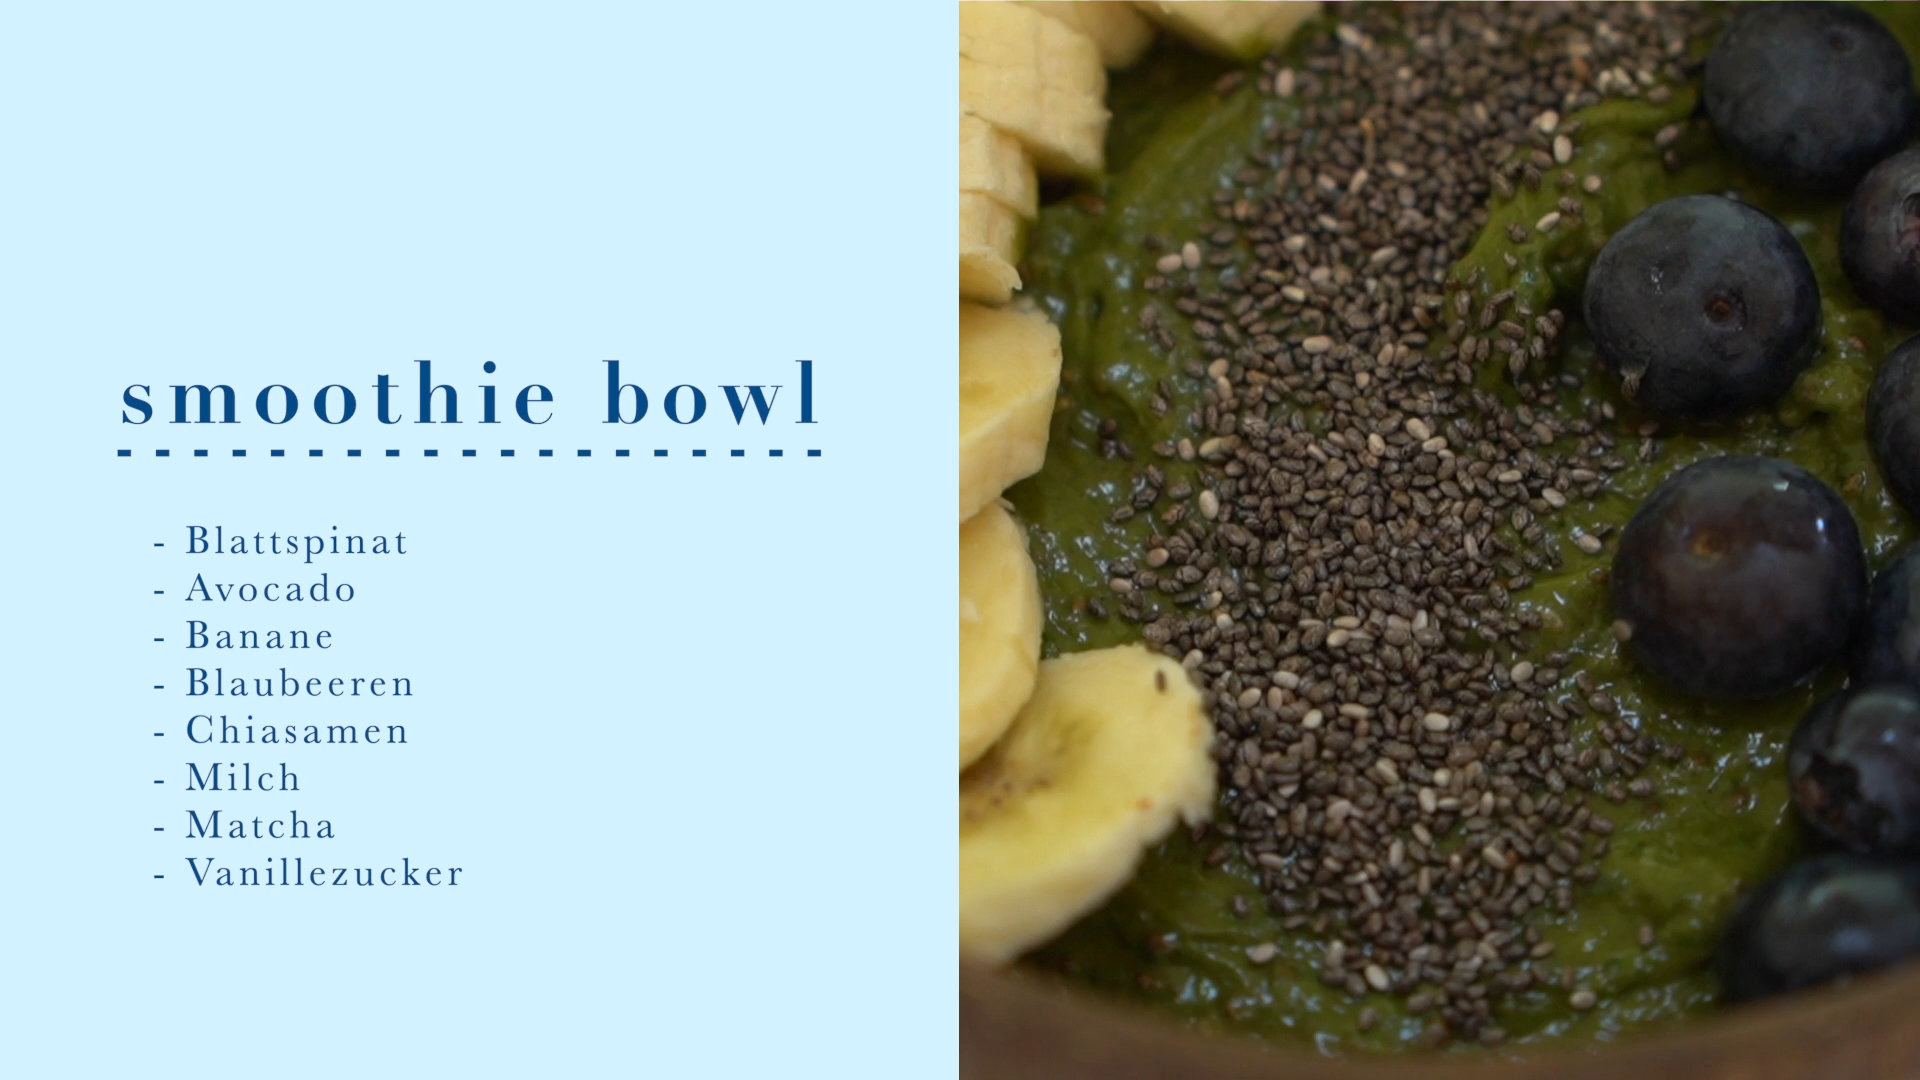 smoothie bowl
- Blattspinat
- Avocado
- Banane
- Blaubeeren
- Chiasamen
- Milch
- Matcha
- Vanillezucker